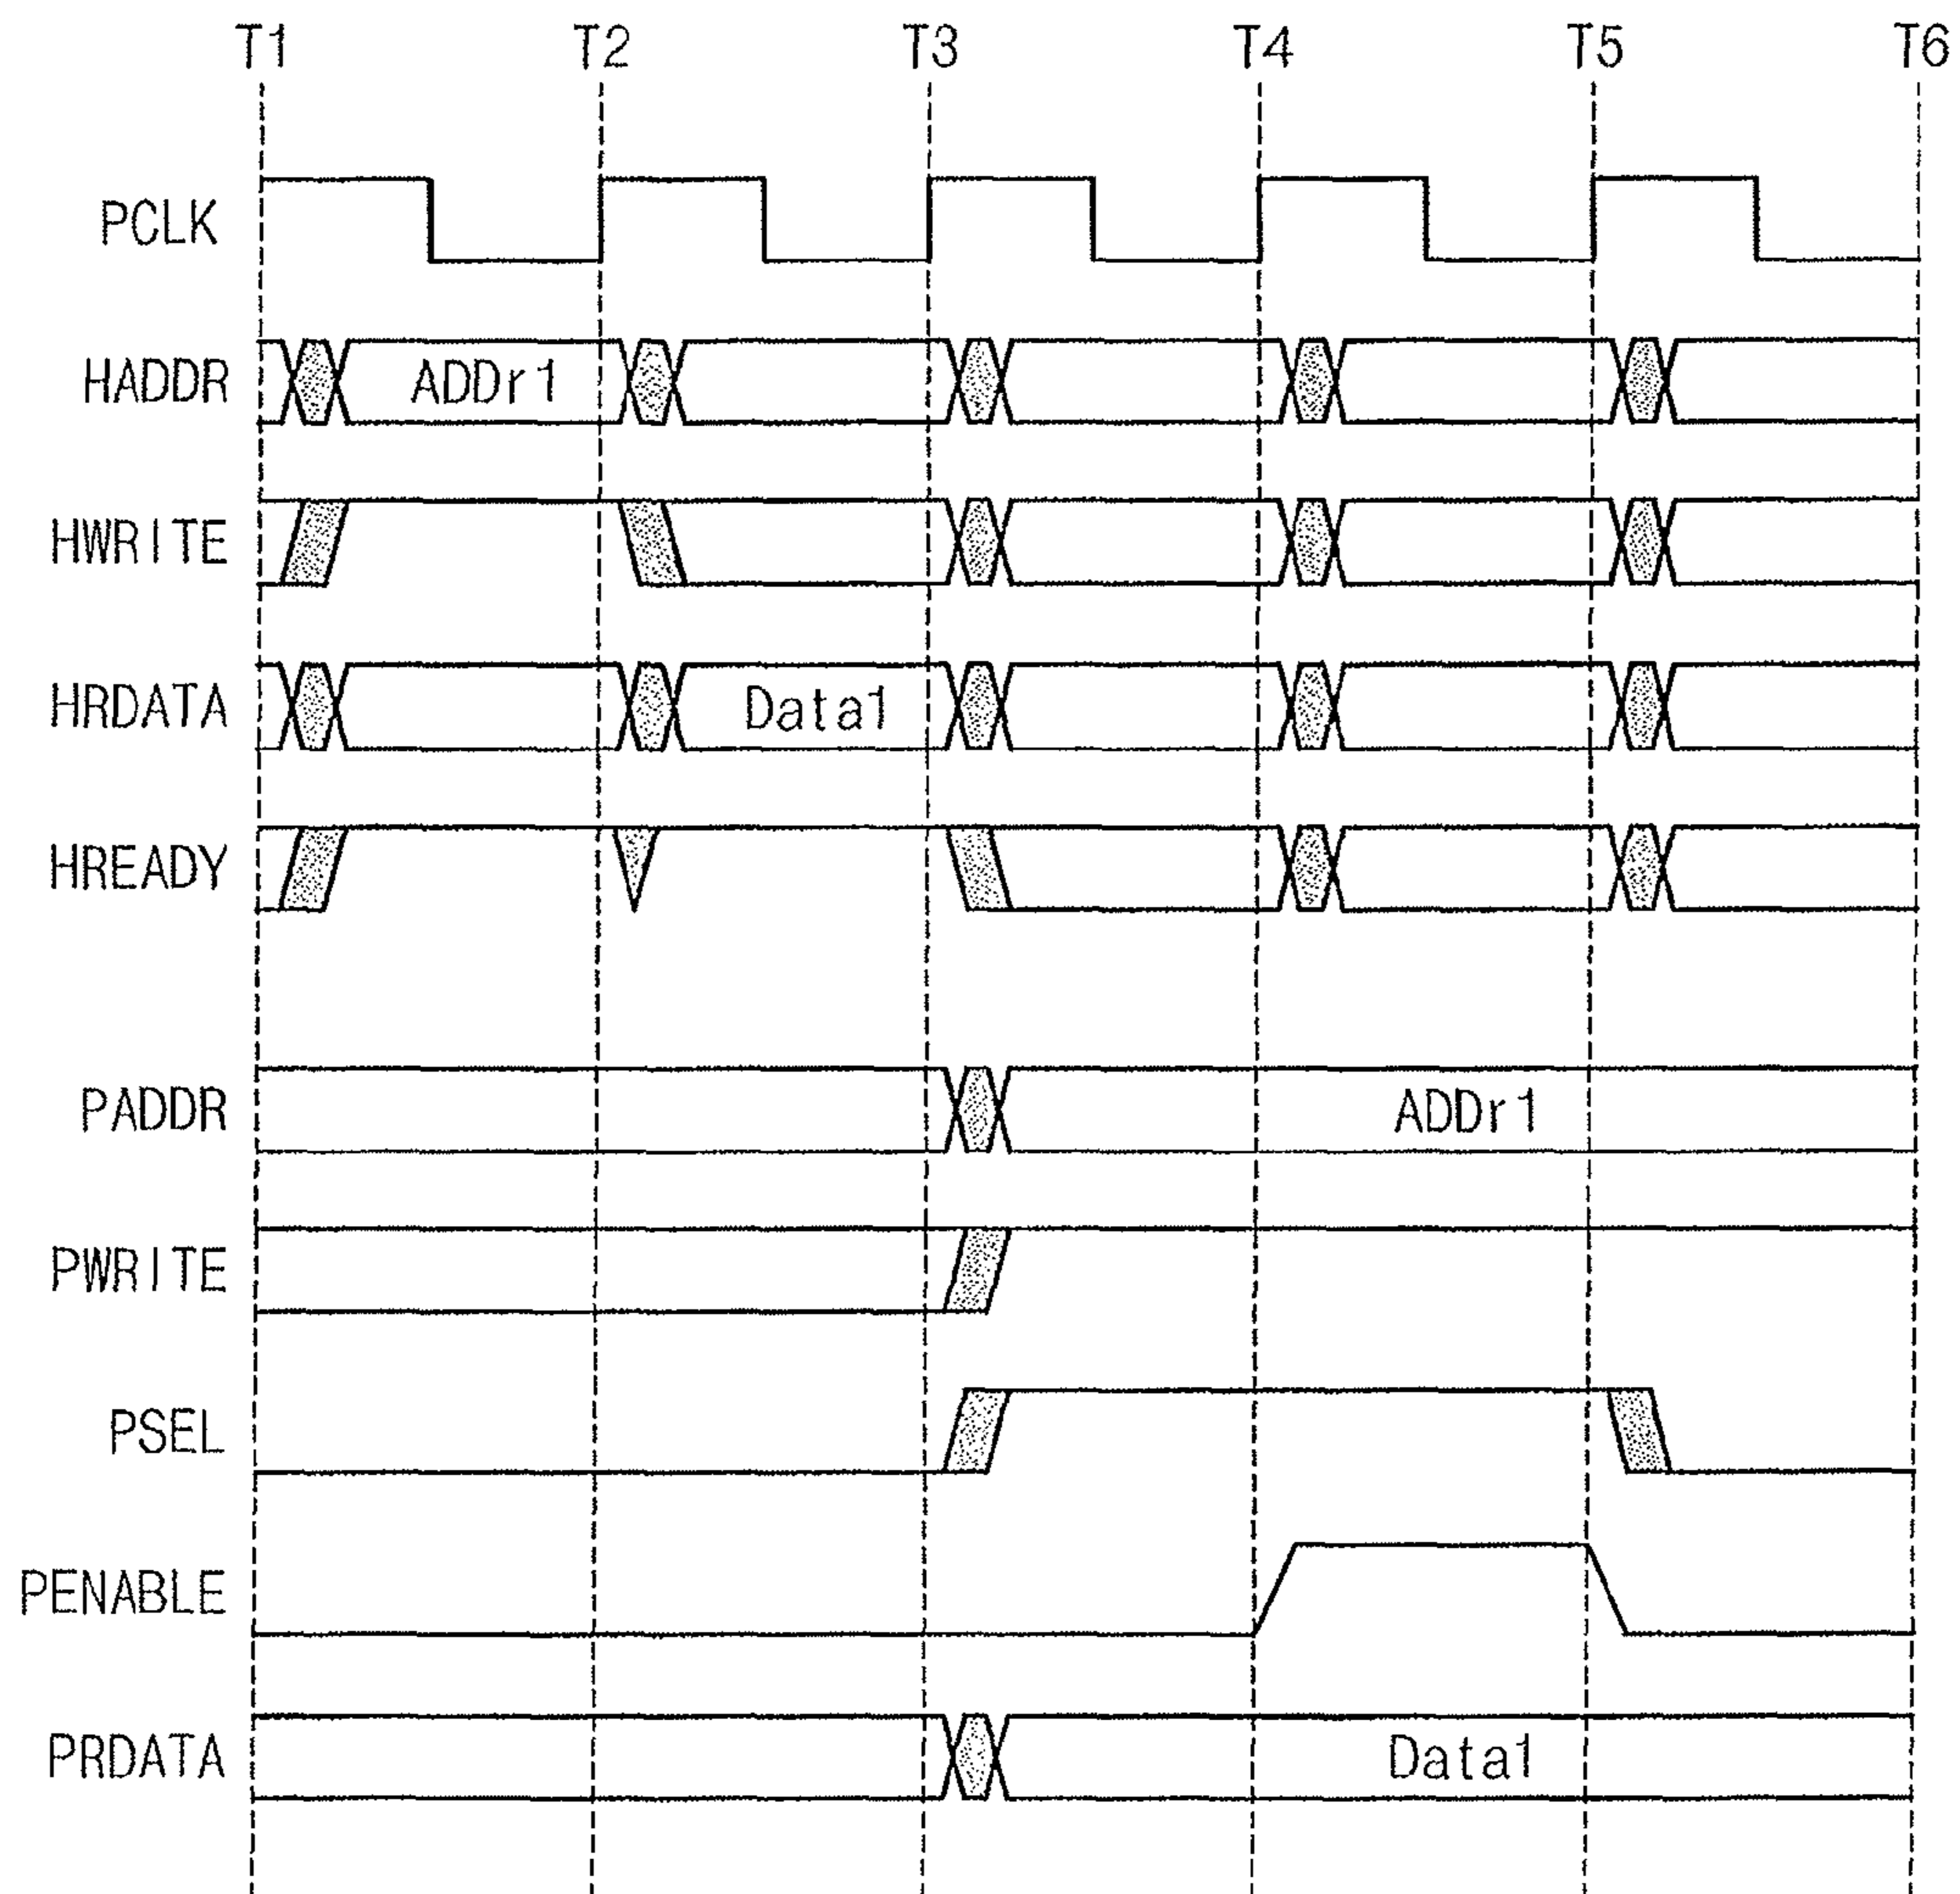 T1 T2 T3 T4 T5 T6
PCLK
HADDR ADDr1
HWRITE
HRDATA Data1
HREADY
PADDR ADDr1
PWRITE
PSEL
PENABLE
PRDATA Data1